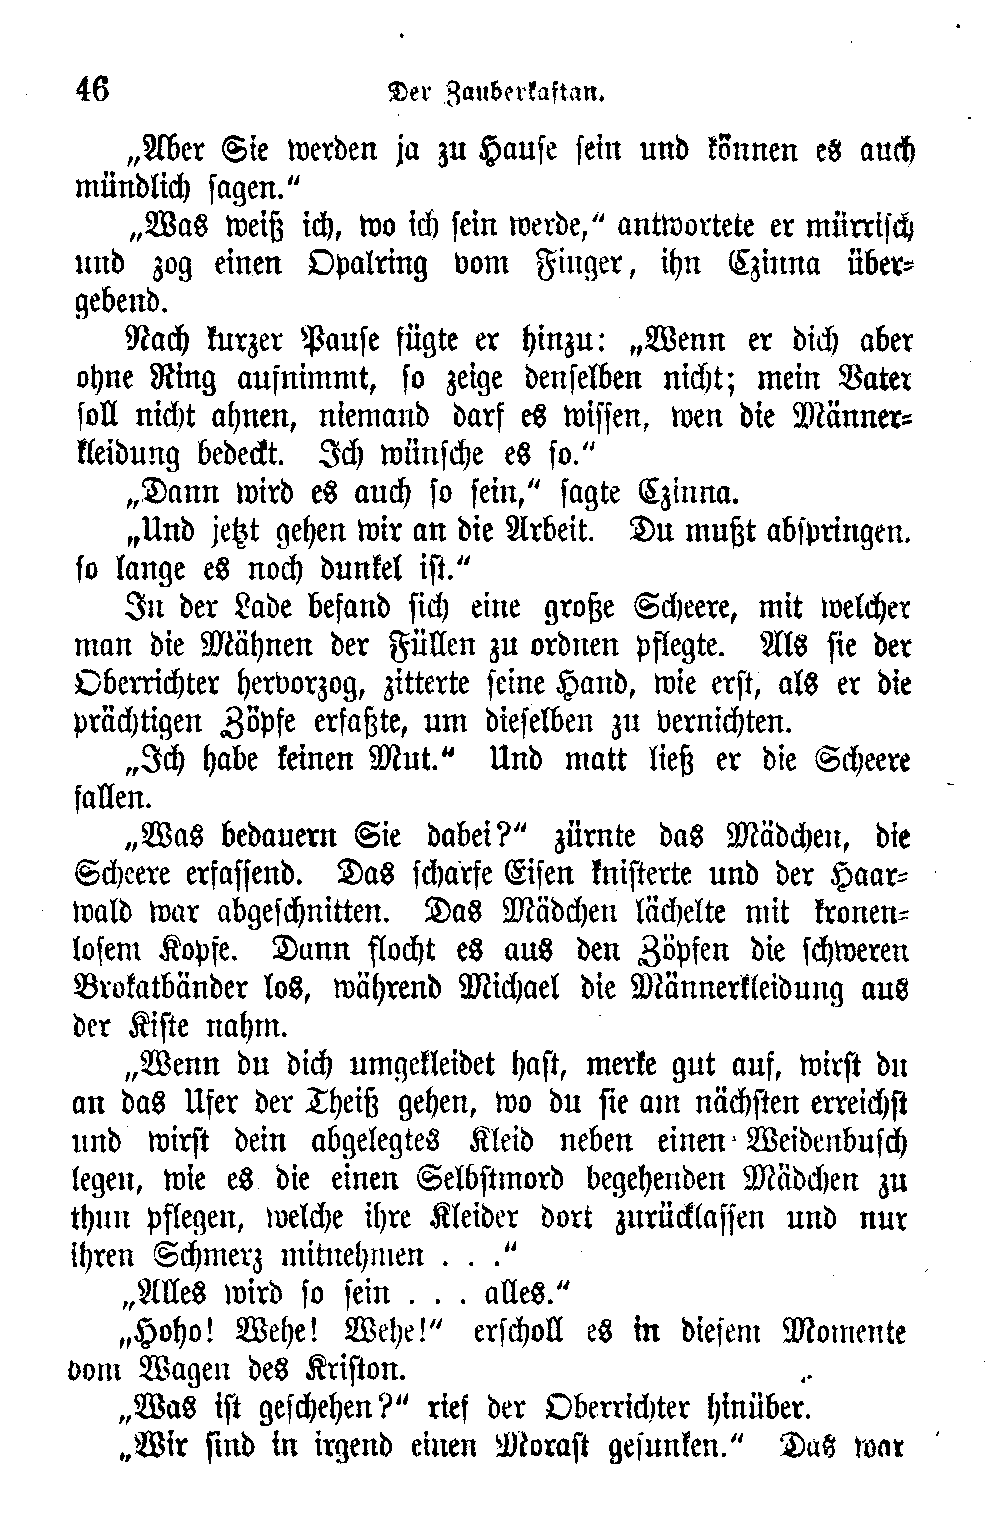 46 Der Zauberkaftan.
„Aber Sie werden ja zu Hause sein und können es auch
mündlich sagen.“
„Was weiß ich, wo ich sein werde,“ antwortete er mürrisch
und zog einen Opalring vom Finger, ihn Czinna über-
gebend.
Nach kurzer Pause fügte er hinzu: „Wenn er dich aber
ohne Ring aufnimmt, so zeige denselben nicht; mein Vater
soll nicht ahnen, niemand darf es wissen, wen die Männer-
kleidung bedeckt. Ich wünsche es so.“
„Dann wird es auch so sein,“ sagte Czinna.
„Und jetzt gehen wir an die Arbeit. Du mußt abspringen.
so lange es noch dunkel ist.“
In der Lade befand sich eine große Scheere, mit welcher
man die Mähnen der Füllen zu ordnen pflegte. Als sie der
Oberrichter hervorzog, zitterte seine Hand, wie erst, als er die
prächtigen Zöpfe erfaßte, um dieselben zu vernichten.
„Ich habe keinen Mut.“ Und matt ließ er die Scheere
fallen.
„Was bedauern Sie dabei?“ zürnte das Mädchen, die
Scheere erfassend. Das scharfe Eisen knisterte und der Haar-
wald war abgeschnitten. Das Mädchen lächelte mit kronen-
losem Kopfe. Dann flocht es aus den Zöpfen die schweren
Brokatbänder los, während Michael die Männerkleidung aus
der Kiste nahm.
„Wenn du dich umgekleidet hast, merke gut auf, wirst du
an das Ufer der Theiß gehen, wo du sie am nächsten erreichst
und wirst dein abgelegtes Kleid neben einen Weidenbusch
legen, wie es die einen Selbstmord begehenden Mädchen zu
thun pflegen, welche ihre Kleider dort zurücklassen und nur
ihren Schmerz mitnehmen . . .“
„Alles wird so sein . . . alles.“
„Hoho! Wehe! Wehe!“ erscholl es in diesem Momente
vom Wagen des Kriston.
„Was ist geschehen?“ rief der Oberrichter hinüber.
„Wir sind in irgend einen Morast gesunken.“ Das war